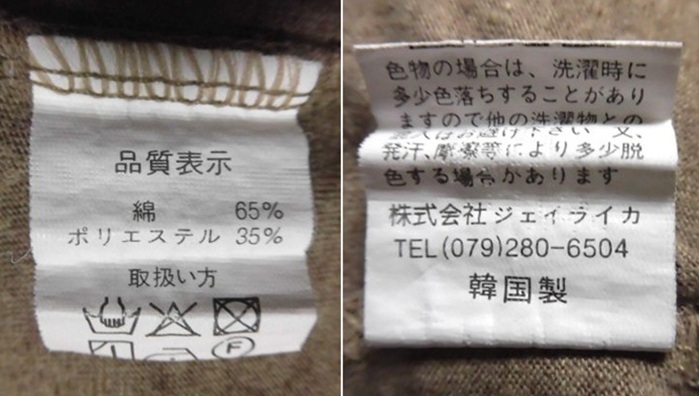 品質表示
綿 65%
ポリエステル 35%
取扱い方
F
色物の場合は、洗濯時に
多少色落ちすることがあり
ますので他の洗濯物との
発汗、摩擦等により多少脱
色する場合があります
株式会社ジェイライカ
TEL(079)280-6504
韓国製